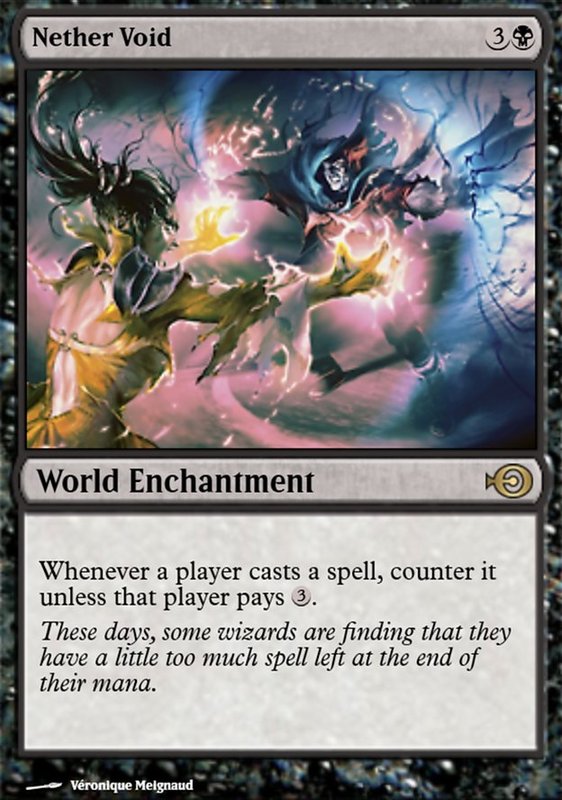 Nether Void 3
World Enchantment
Whenever a player casts a spell, counter it
unless that player pays 3.
These days, some wizards are finding that they
have a little too much spell left at the end of
their mana.
Véronique Meignaud